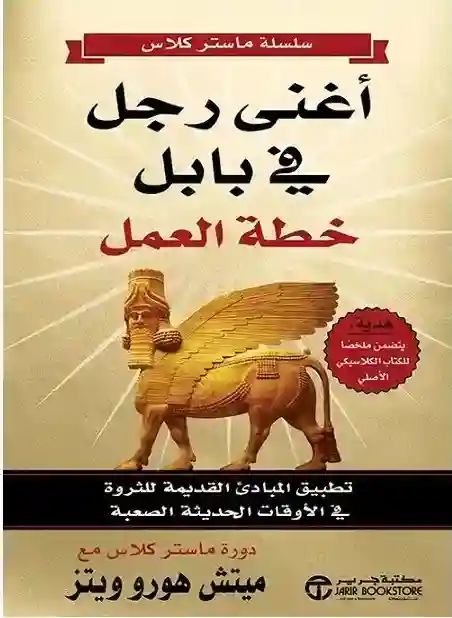 سلسلة ماستر كلاس
أغنى رجل
في بابل
خطة العمل
هدية:
يتضمن ملخصًا
للكتاب الكلاسيكي
الأصلي
تطبيق المبادئ القديمة للثروة
في الأوقات الحديثة الصعبة
دورة ماستر كلاس مع
ميتش هورو ويتز
مكتبة جرير
JARIR BOOKSTORE